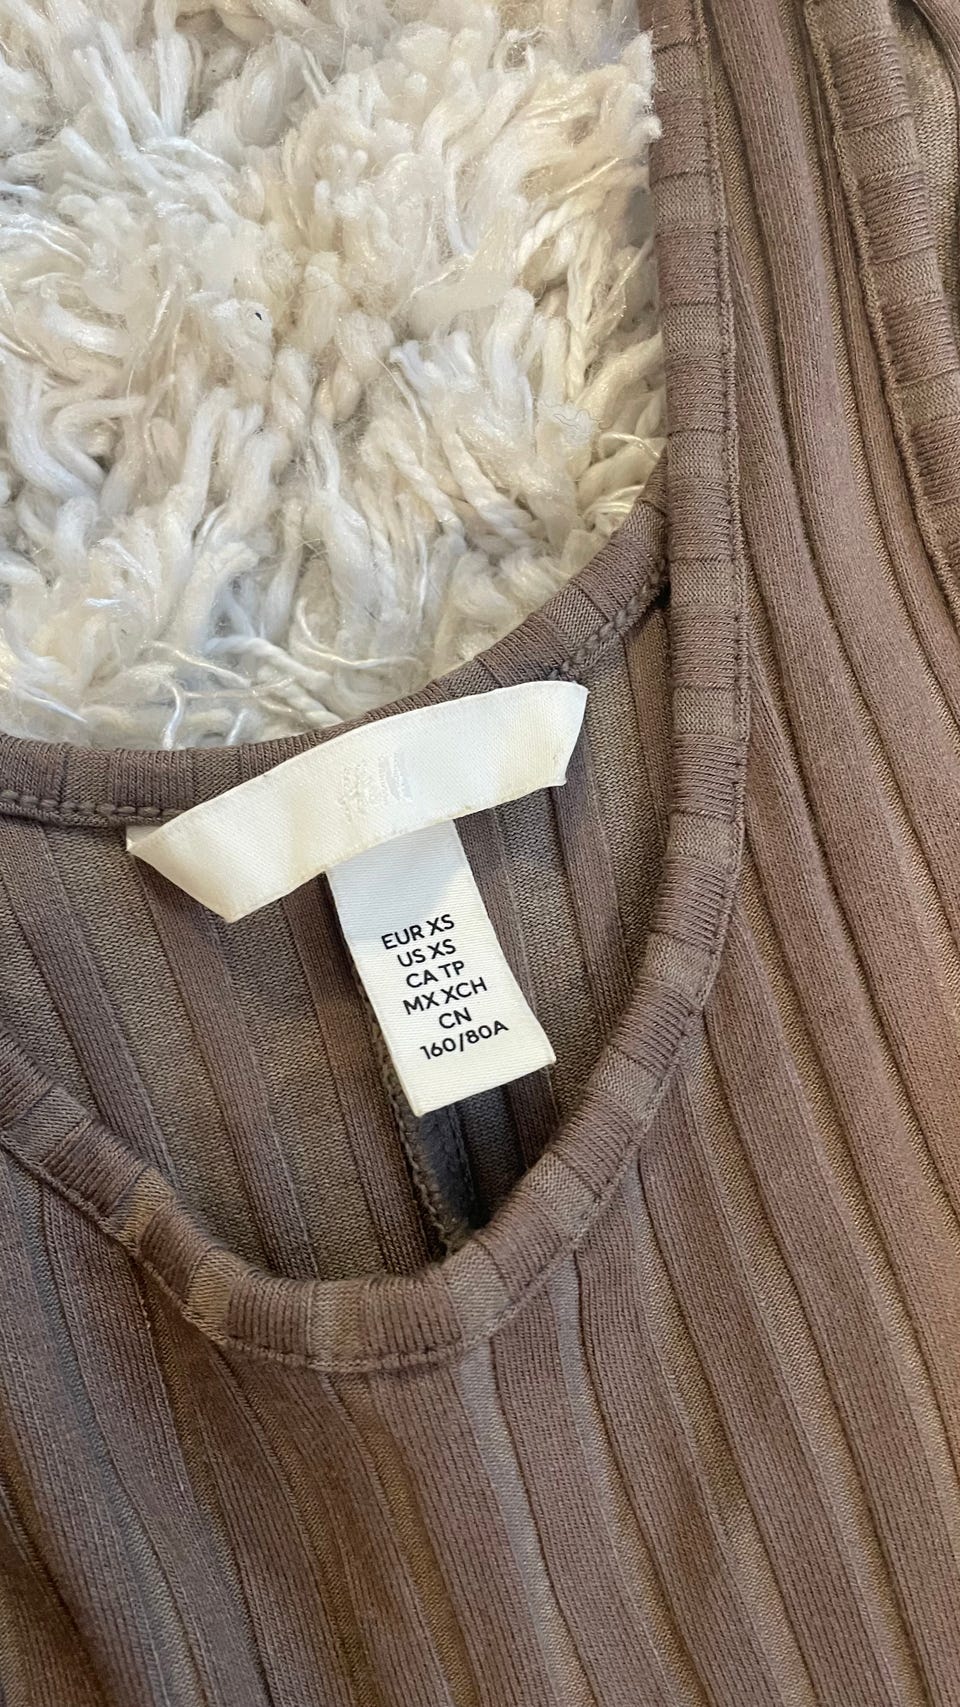 EUR XS
US XS
CA TP
MX XCH
CN
160/80A